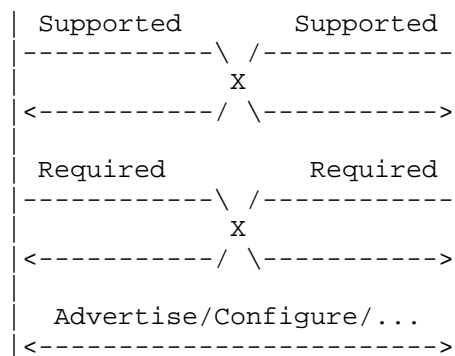 | Supported       Supported
|------------\ /------------
|             X
|<-----------/ \----------->
|
| Required         Required
|------------\ /------------
|             X
|<-----------/ \----------->
|
|  Advertise/Configure/...
|<------------------------->